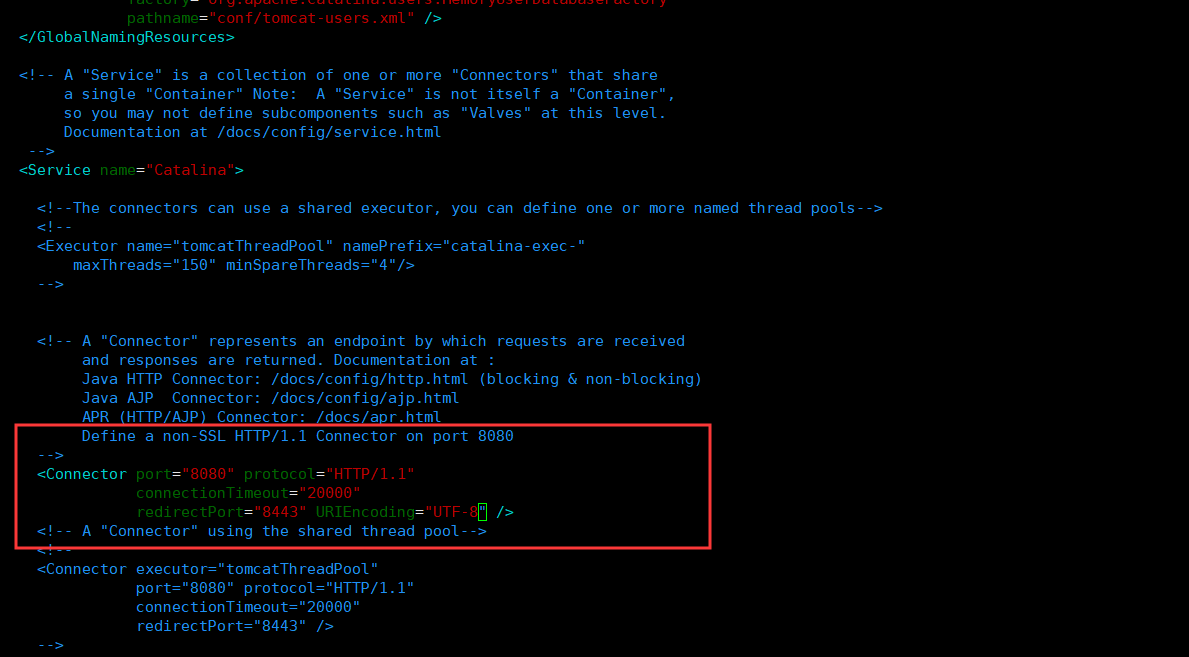 factory="org.apache.catalina.users.MemoryUserDatabaseFactory"
pathname="conf/tomcat-users.xml" />
</GlobalNamingResources>
<!-- A "Service" is a collection of one or more "Connectors" that share
a single "Container" Note:  A "Service" is not itself a "Container",
so you may not define subcomponents such as "Valves" at this level.
Documentation at /docs/config/service.html
-->
<Service name="Catalina">
<!--The connectors can use a shared executor, you can define one or more named thread pools-->
<!--
<Executor name="tomcatThreadPool" namePrefix="catalina-exec-"
maxThreads="150" minSpareThreads="4"/>
-->
<!-- A "Connector" represents an endpoint by which requests are received
and responses are returned. Documentation at :
Java HTTP Connector: /docs/config/http.html (blocking & non-blocking)
Java AJP  Connector: /docs/config/ajp.html
APR (HTTP/AJP) Connector: /docs/apr.html
Define a non-SSL HTTP/1.1 Connector on port 8080
-->
<Connector port="8080" protocol="HTTP/1.1"
connectionTimeout="20000"
redirectPort="8443" URIEncoding="UTF-8" />
<!-- A "Connector" using the shared thread pool-->
<!--
<Connector executor="tomcatThreadPool"
port="8080" protocol="HTTP/1.1"
connectionTimeout="20000"
redirectPort="8443" />
-->